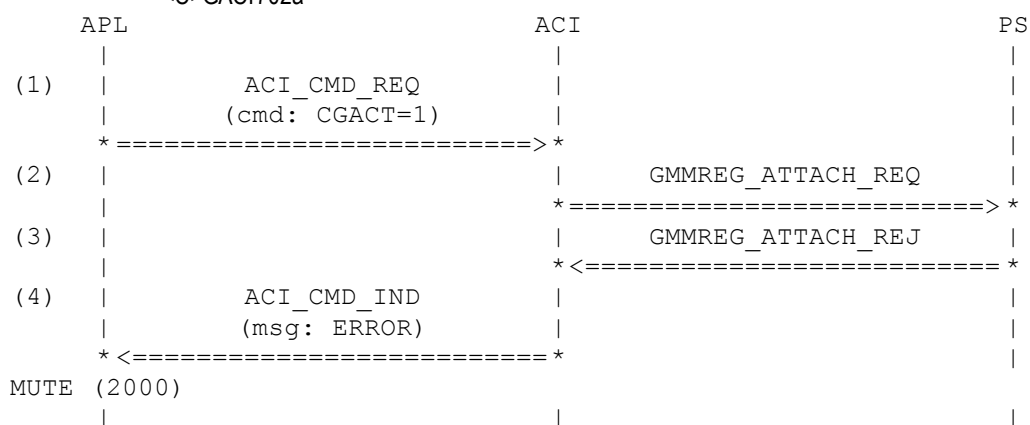 APL ACI PS
| | |
(1) | ACI_CMD_REQ | |
| (cmd: CGACT=1) | |
*==========================>* |
(2) | | GMMREG_ATTACH_REQ |
| *==========================>*
(3) | | GMMREG_ATTACH_REJ |
| *<==========================*
(4) | ACI_CMD_IND | |
| (msg: ERROR) | |
*<==========================* |
MUTE (2000)
| | |